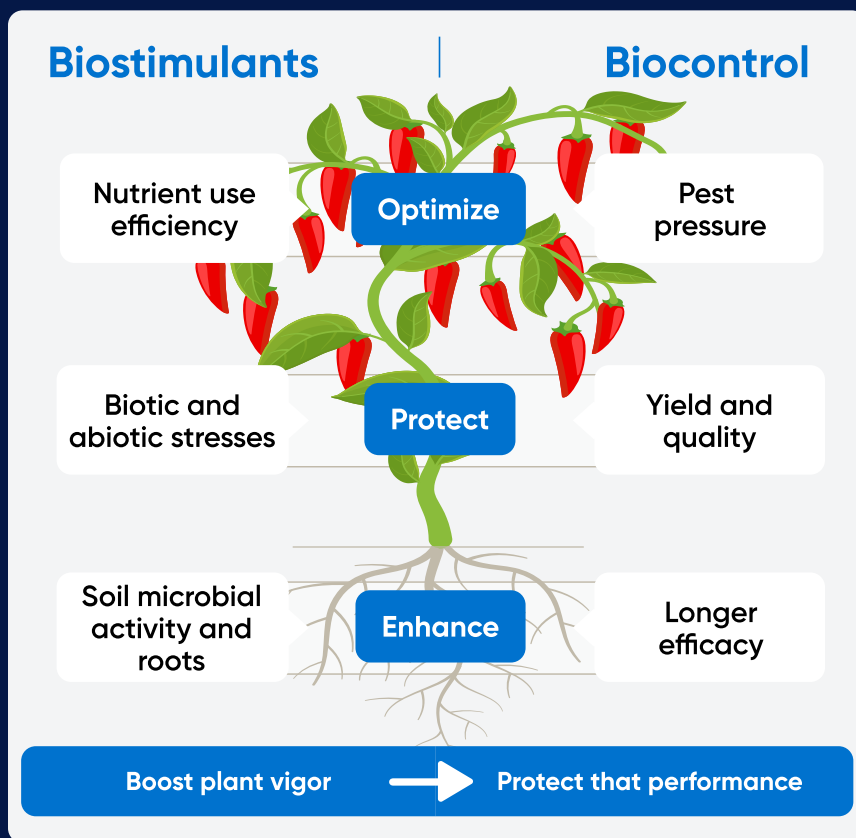 Biostimulants
Biocontrol
Nutrient use
efficiency
Optimize
Pest
pressure
Biotic and
abiotic stresses
Protect
Yield and
quality
Soil microbial
activity and
roots
Enhance
Longer
efficacy
Boost plant vigor
Protect that performance